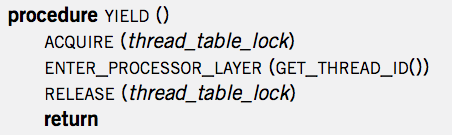 procedure YIELD ()
ACQUIRE (thread_table_lock)
ENTER_PROCESSOR_LAYER (GET_THREAD_ID())
RELEASE (thread_table_lock)
return